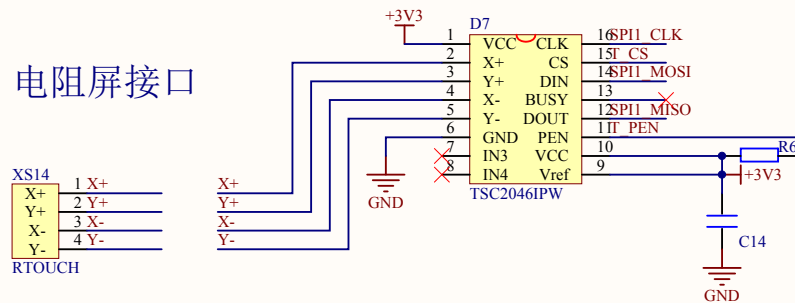 +3V3
D7
1 VCC CLK 16 SPI1_CLK
2 X+ CS 15 T_CS
3 Y+ DIN 14 SPI1_MOSI
4 X- BUSY 13
5 Y- DOUT 12 SPI1_MISO
6 GND PEN 11 T_PEN
7 IN3 VCC 10
8 IN4 Vref 9
TSC2046IPW
R6
+3V3
C14
GND
GND
电阻屏接口
XS14
X+ 1 X+ X+
Y+ 2 Y+ Y+
X- 3 X- X-
Y- 4 Y- Y-
RTOUCH